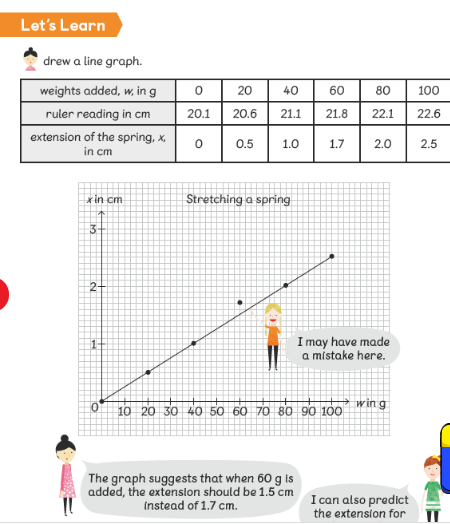 Let's Learn
drew a line graph.
weights added, w, in g 0 20 40 60 80 100
ruler reading in cm 20.1 20.6 21.1 21.8 22.1 22.6
extension of the spring, x,
in cm 0 0.5 1.0 1.7 2.0 2.5
x in cm
Stretching a spring
3
2
I may have made
a mistake here.
1
0
10 20 30 40 50 60 70 80 90 100
w in g
The graph suggests that when 60 g is
added, the extension should be 1.5 cm
instead of 1.7 cm.
I can also predict
the extension for